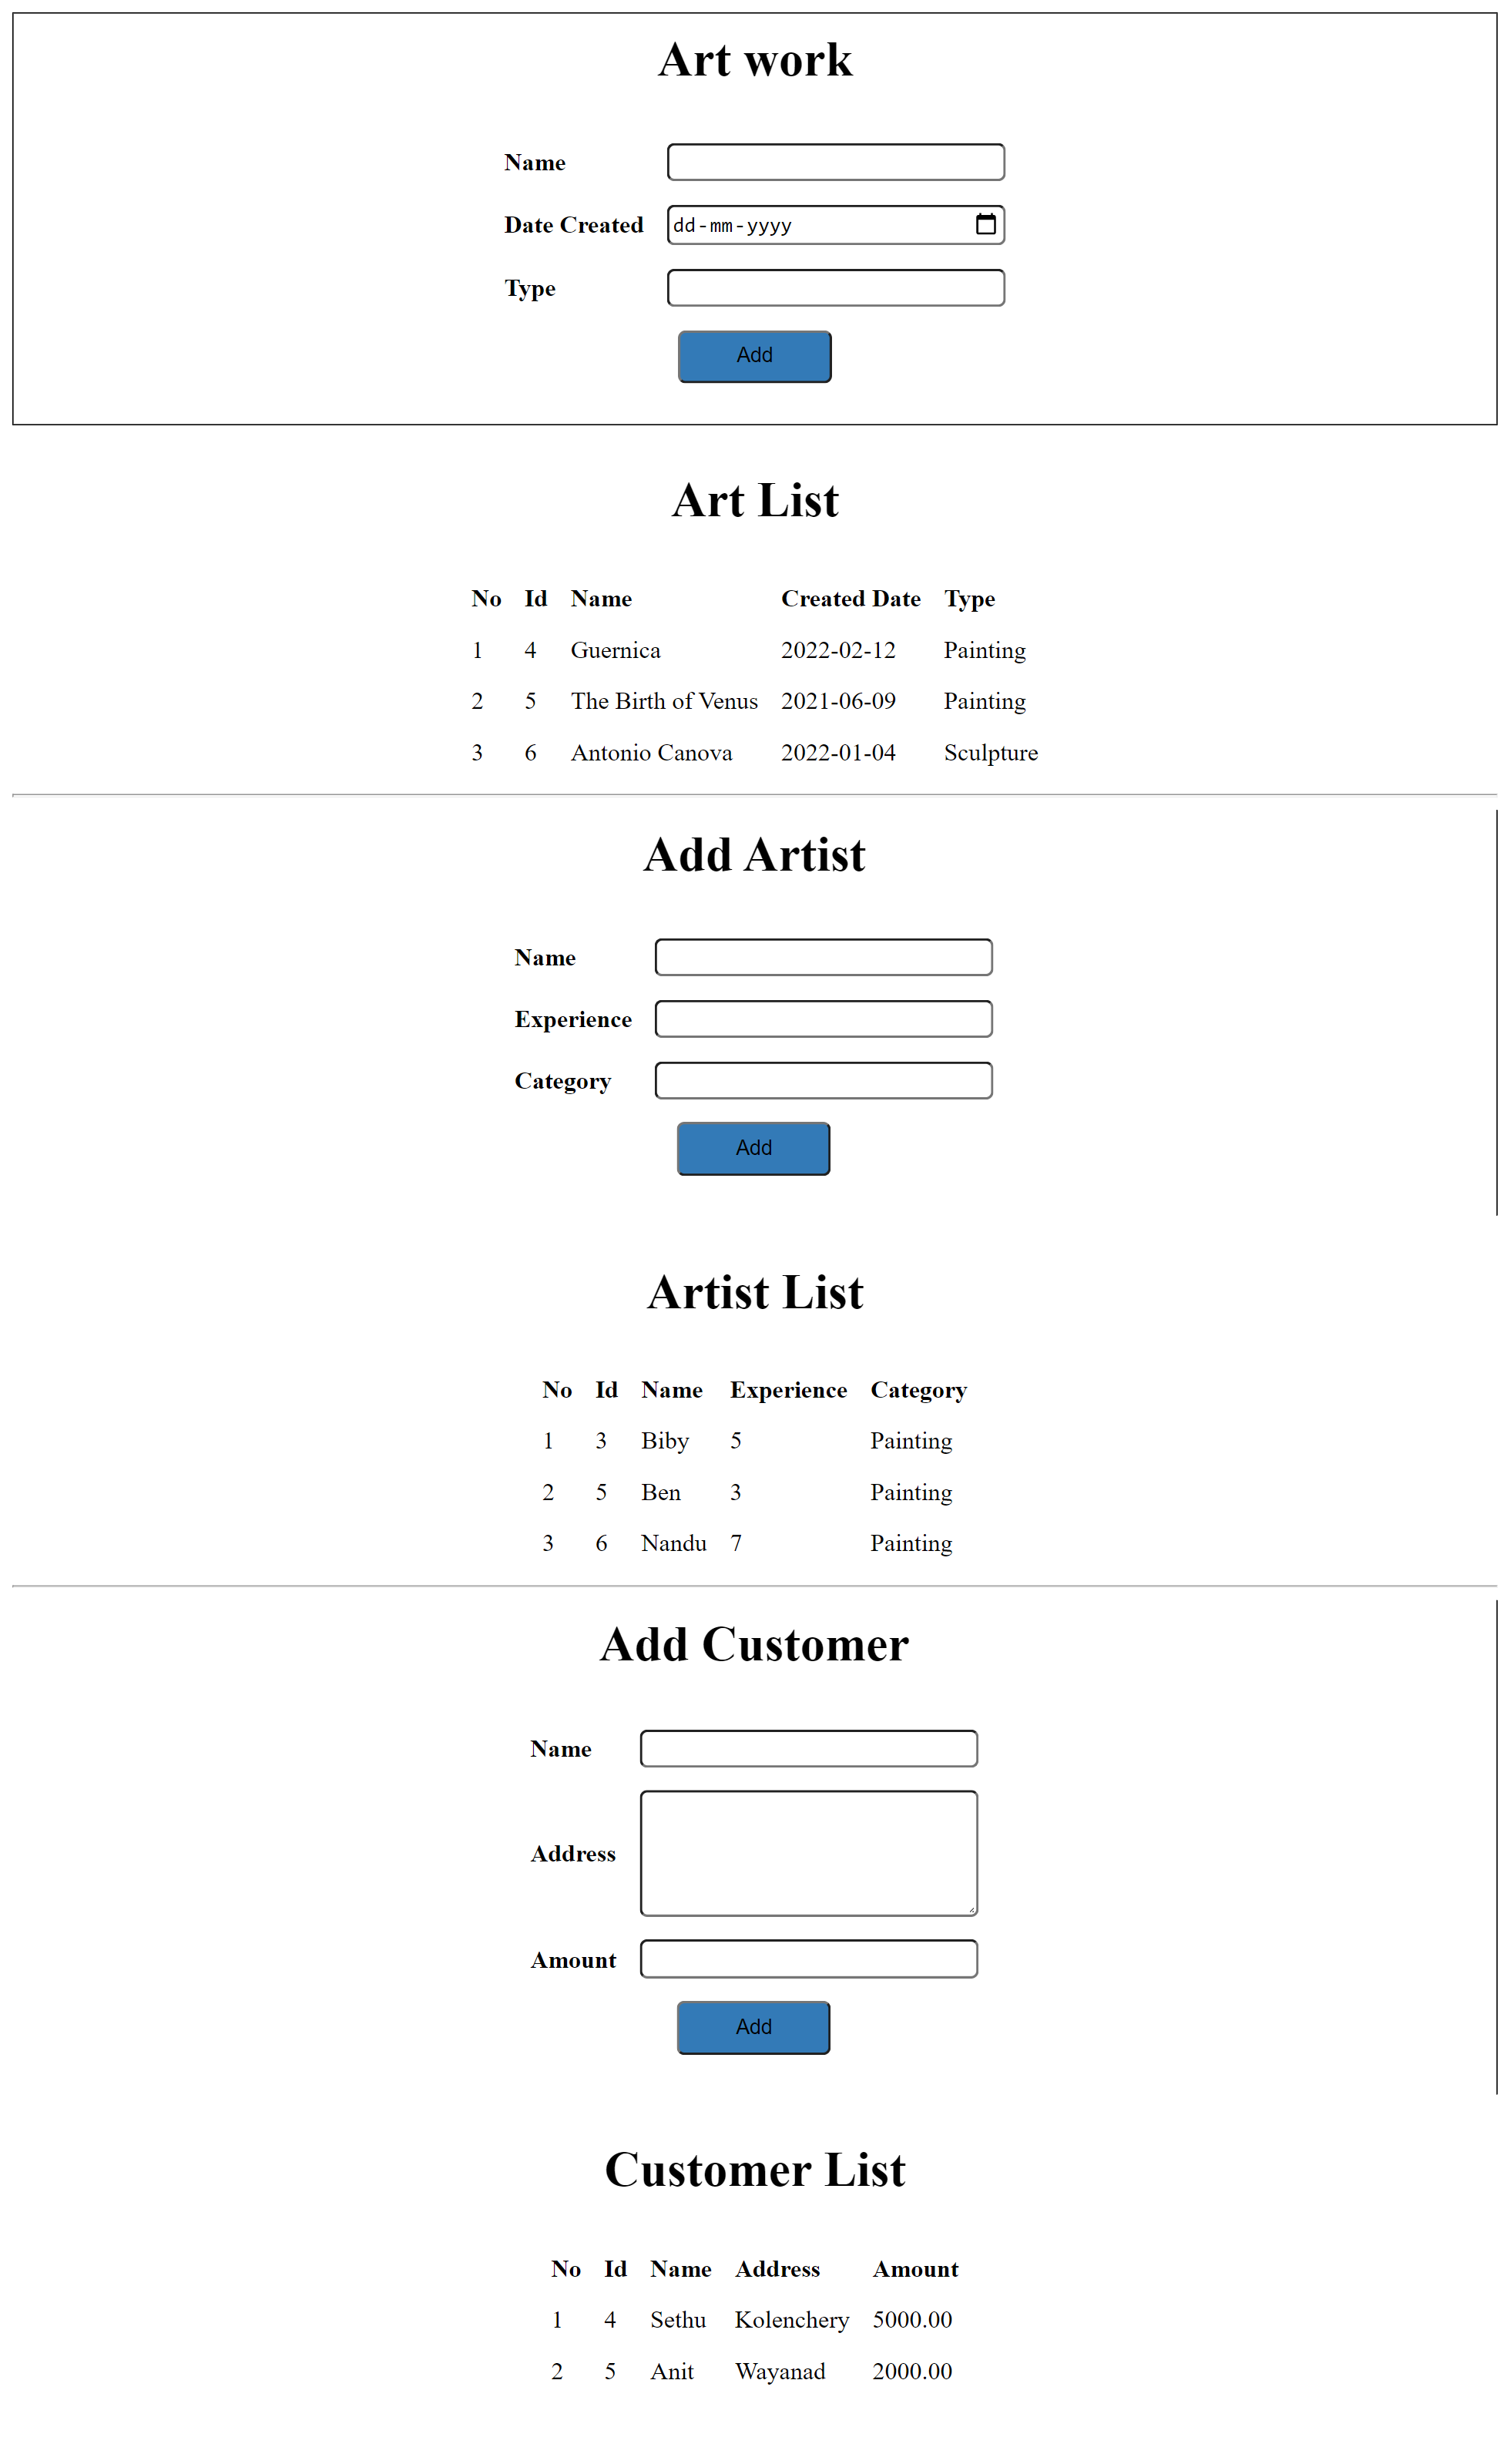 Art work
Name
Date Created dd-mm-yyyy
Type
Add
Art List
No Id Name Created Date Type
1 4 Guernica 2022-02-12 Painting
2 5 The Birth of Venus 2021-06-09 Painting
3 6 Antonio Canova 2022-01-04 Sculpture
Add Artist
Name
Experience
Category
Add
Artist List
No Id Name Experience Category
1 3 Biby 5 Painting
2 5 Ben 3 Painting
3 6 Nandu 7 Painting
Add Customer
Name
Address
Amount
Add
Customer List
No Id Name Address Amount
1 4 Sethu Kolenchery 5000.00
2 5 Anit Wayanad 2000.00